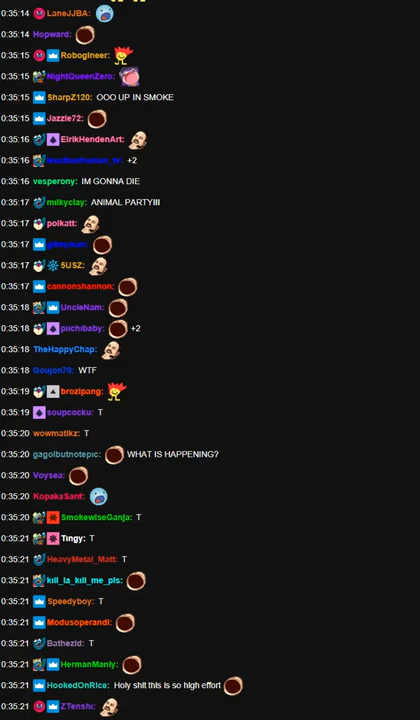 0:35:14 LaneJJBA:
0:35:14 Hopward:
0:35:15 Robogineer:
0:35:15 NightQueenZero:
0:35:15 SharpZ120: OOO UP IN SMOKE
0:35:15 Jazzie72:
0:35:16 EirikHendenArt:
0:35:16 +2
0:35:16 vesperony: IM GONNA DIE
0:35:17 milkyclay: ANIMAL PARTYIII
0:35:17 polkatt:
0:35:17
0:35:17 5USZ:
0:35:17 cannonshannon:
0:35:18 UncleNam:
0:35:18 piichibaby: +2
0:35:18 TheHappyChap:
0:35:18 Goujon70: WTF
0:35:19 brozipang:
0:35:19 soupcocku: T
0:35:20 wowmatikz: T
0:35:20 gagolbutnotepic: WHAT IS HAPPENING?
0:35:20 Voysea:
0:35:20 KopakaSarif:
0:35:20 SmokewiseGanja: T
0:35:21 Tingy: T
0:35:21 HeavyMetal_Matt: T
0:35:21 kill_la_kill_me_pls:
0:35:21 Speedyboy: T
0:35:21 Modusoperandi:
0:35:21 Bathezid: T
0:35:21 HermanManly:
0:35:21 HookedOnRice: Holy shit this is so high effort
0:35:21 ZTenshi: